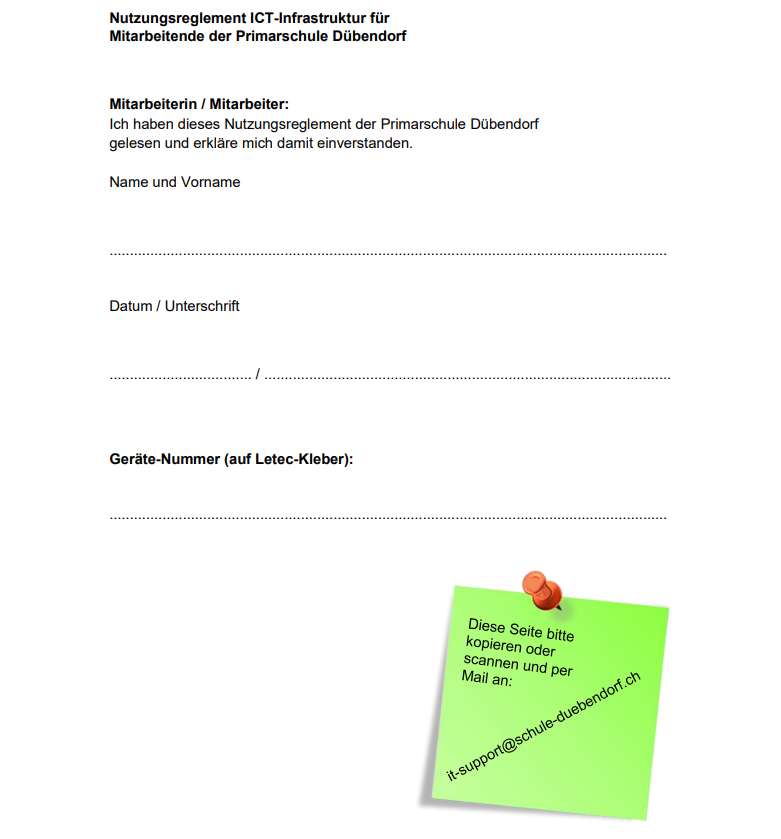 Nutzungsreglement ICT-Infrastruktur für
Mitarbeitende der Primarschule Dübendorf
Mitarbeiterin / Mitarbeiter:
Ich haben dieses Nutzungsreglement der Primarschule Dübendorf
gelesen und erkläre mich damit einverstanden.
Name und Vorname
.........................................................................................................................................
Datum / Unterschrift
................................... / ....................................................................................................
Geräte-Nummer (auf Letec-Kleber):
.........................................................................................................................................
Diese Seite bitte
kopieren oder
scannen und per
Mail an:
it-support@schule-duebendorf.ch